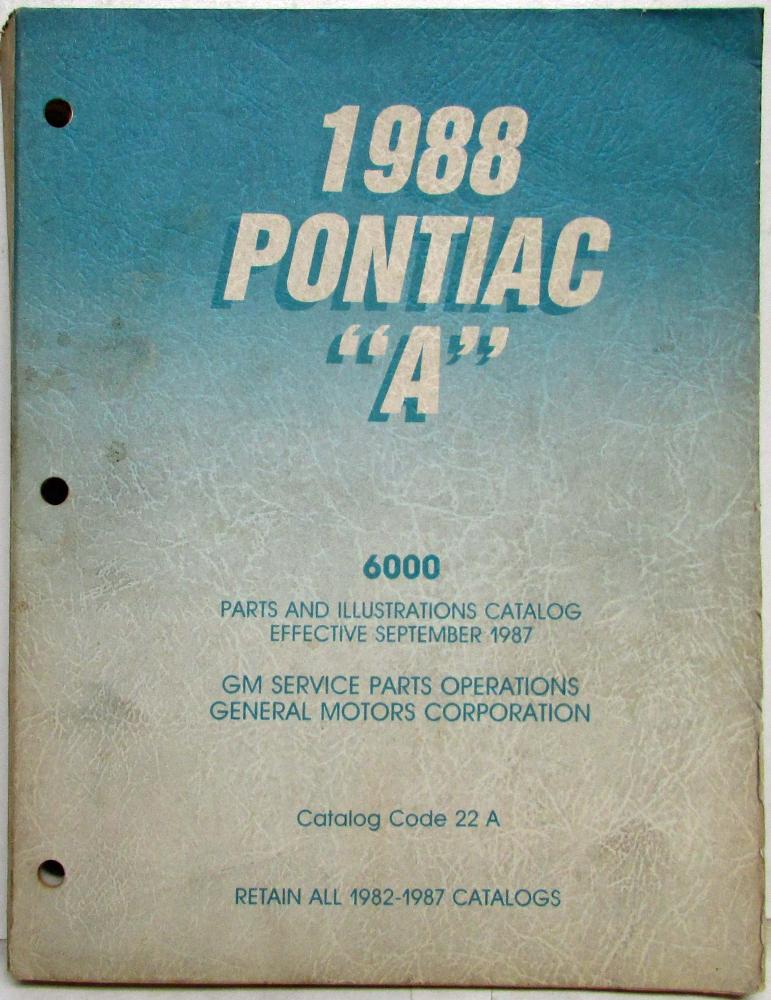 1988
PONTIAC
“A”
6000
PARTS AND ILLUSTRATIONS CATALOG
EFFECTIVE SEPTEMBER 1987
GM SERVICE PARTS OPERATIONS
GENERAL MOTORS CORPORATION
Catalog Code 22 A
RETAIN ALL 1982-1987 CATALOGS